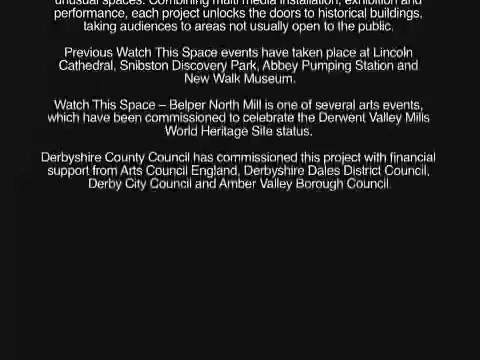 unusual spaces. Combining multi media installation, exhibition and
performance, each project unlocks the doors to historical buildings,
taking audiences to areas not usually open to the public.
Previous Watch This Space events have taken place at Lincoln
Cathedral, Snibston Discovery Park, Abbey Pumping Station and
New Walk Museum.
Watch This Space – Belper North Mill is one of several arts events,
which have been commissioned to celebrate the Derwent Valley Mills
World Heritage Site status.
Derbyshire County Council has commissioned this project with financial
support from Arts Council England, Derbyshire Dales District Council,
Derby City Council and Amber Valley Borough Council